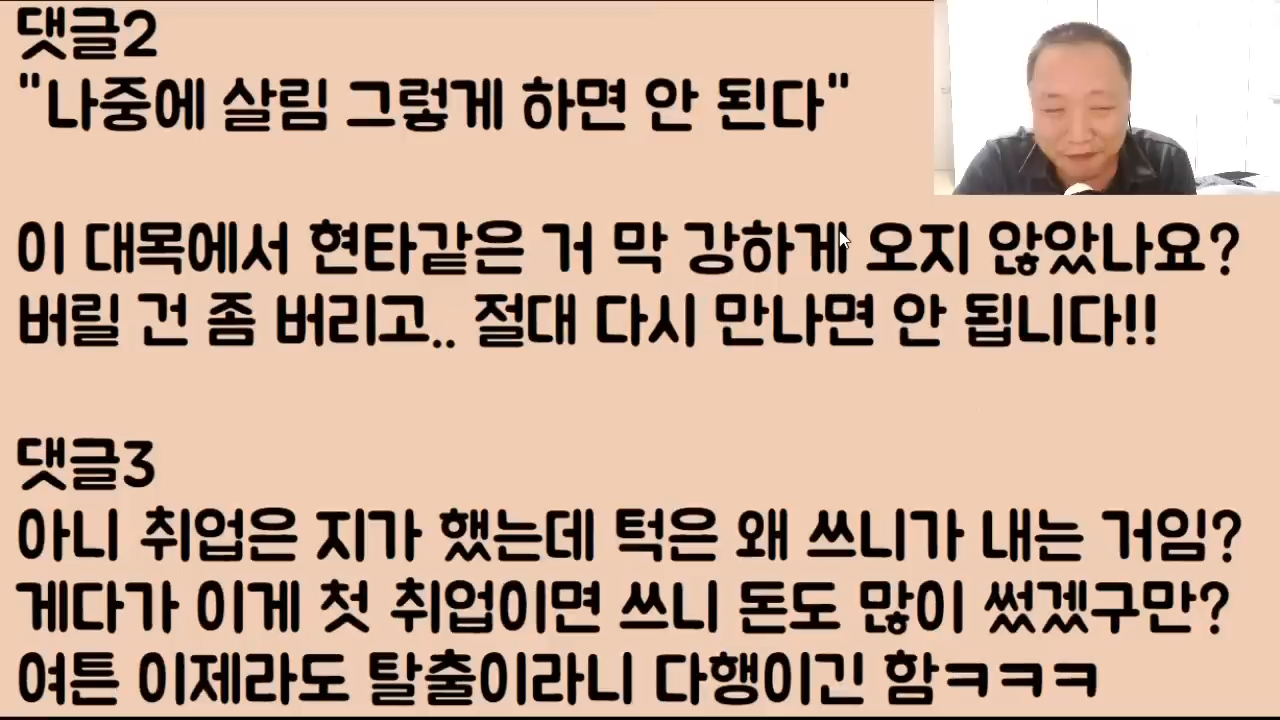 댓글2
"나중에 살림 그렇게 하면 안 된다"
이 대목에서 현타같은 거 막 강하게 오지 않았나요?
버릴 건 좀 버리고.. 절대 다시 만나면 안 됩니다!!
댓글3
아니 취업은 지가 했는데 턱은 왜 쓰니가 내는 거임?
게다가 이게 첫 취업이면 쓰니 돈도 많이 썼겠구만?
여튼 이제라도 탈출이라니 다행이긴 함ㅋㅋㅋ